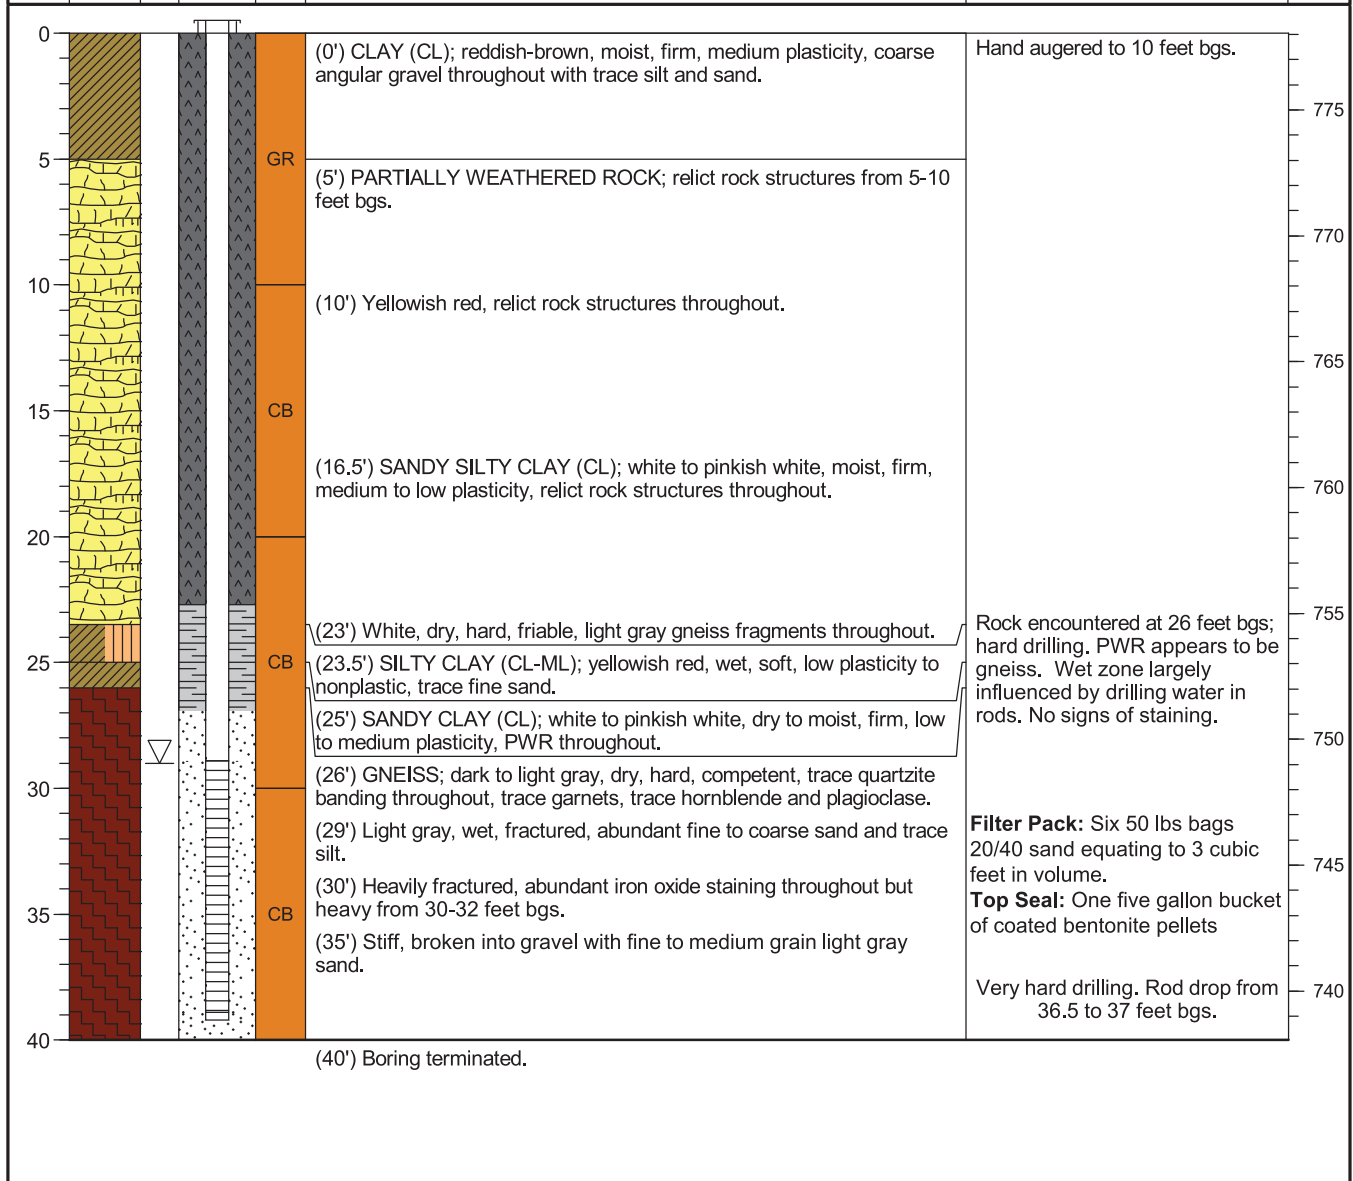 0
5
10
15
20
25
30
35
40
GR
CB
CB
CB
(0') CLAY (CL); reddish-brown, moist, firm, medium plasticity, coarse
angular gravel throughout with trace silt and sand.
(5') PARTIALLY WEATHERED ROCK; relict rock structures from 5-10
feet bgs.
(10') Yellowish red, relict rock structures throughout.
(16.5') SANDY SILTY CLAY (CL); white to pinkish white, moist, firm,
medium to low plasticity, relict rock structures throughout.
(23') White, dry, hard, friable, light gray gneiss fragments throughout.
(23.5') SILTY CLAY (CL-ML); yellowish red, wet, soft, low plasticity to
nonplastic, trace fine sand.
(25') SANDY CLAY (CL); white to pinkish white, dry to moist, firm, low
to medium plasticity, PWR throughout.
(26') GNEISS; dark to light gray, dry, hard, competent, trace quartzite
banding throughout, trace garnets, trace hornblende and plagioclase.
(29') Light gray, wet, fractured, abundant fine to coarse sand and trace
silt.
(30') Heavily fractured, abundant iron oxide staining throughout but
heavy from 30-32 feet bgs.
(35') Stiff, broken into gravel with fine to medium grain light gray
sand.
(40') Boring terminated.
Hand augered to 10 feet bgs.
Rock encountered at 26 feet bgs;
hard drilling. PWR appears to be
gneiss. Wet zone largely
influenced by drilling water in
rods. No signs of staining.
Filter Pack: Six 50 lbs bags
20/40 sand equating to 3 cubic
feet in volume.
Top Seal: One five gallon bucket
of coated bentonite pellets
Very hard drilling. Rod drop from
36.5 to 37 feet bgs.
775
770
765
760
755
750
745
740